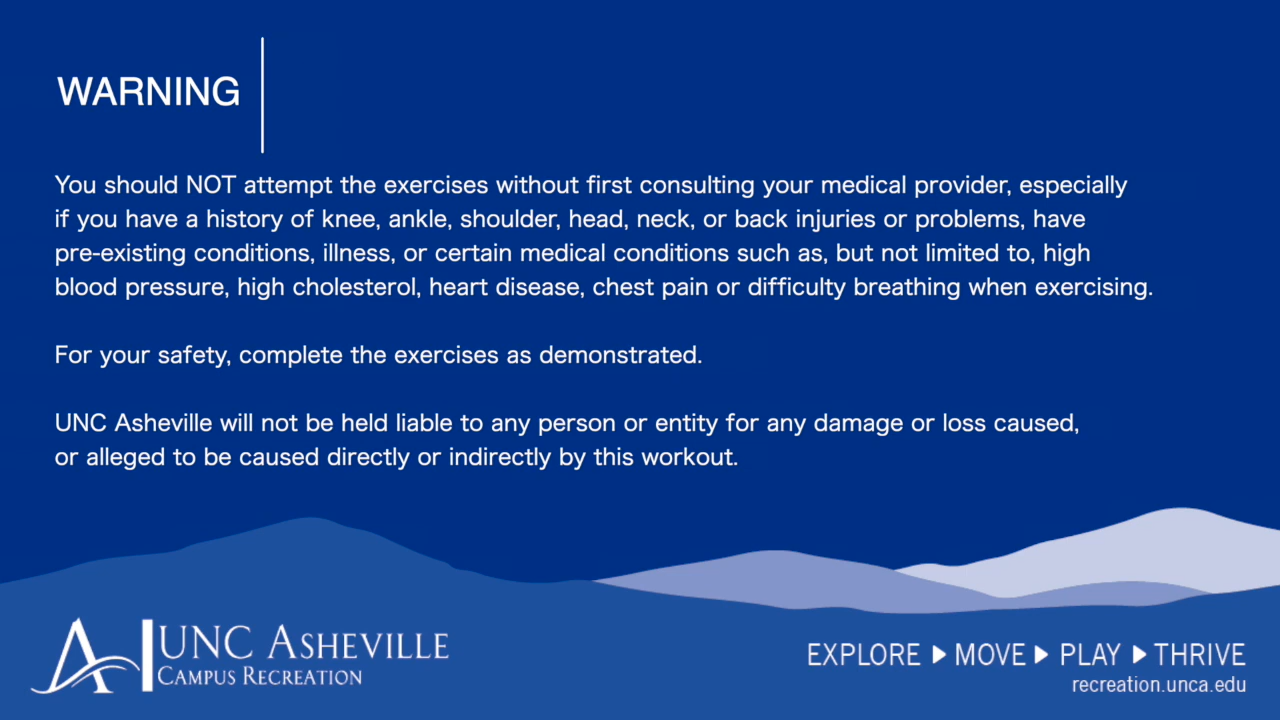 WARNING
You should NOT attempt the exercises without first consulting your medical provider, especially
if you have a history of knee, ankle, shoulder, head, neck, or back injuries or problems, have
pre-existing conditions, illness, or certain medical conditions such as, but not limited to, high
blood pressure, high cholesterol, heart disease, chest pain or difficulty breathing when exercising.
For your safety, complete the exercises as demonstrated.
UNC Asheville will not be held liable to any person or entity for any damage or loss caused,
or alleged to be caused directly or indirectly by this workout.
UNC ASHEVILLE
CAMPUS RECREATION
EXPLORE ▶ MOVE ▶ PLAY ▶ THRIVE
recreation.unca.edu